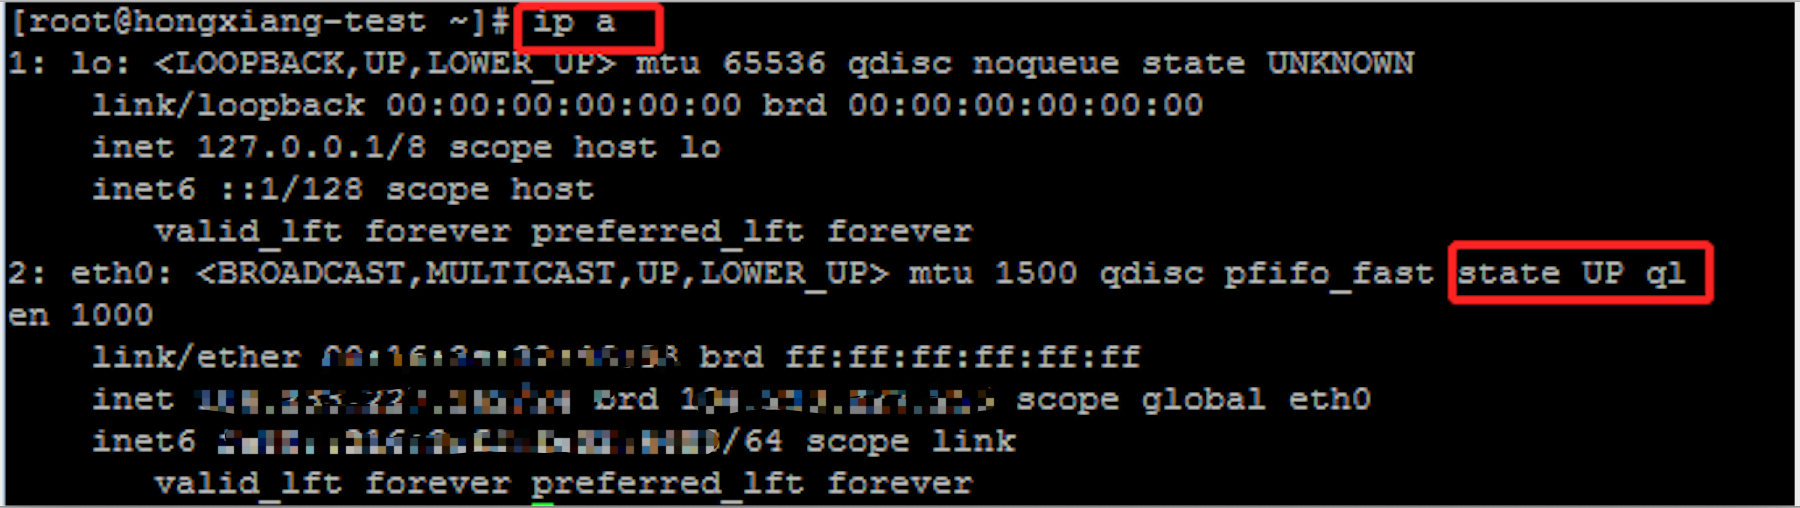 [root@hongxiang-test ~]# ip a
1: lo: <LOOPBACK,UP,LOWER_UP> mtu 65536 qdisc noqueue state UNKNOWN
link/loopback 00:00:00:00:00:00 brd 00:00:00:00:00:00
inet 127.0.0.1/8 scope host lo
inet6 ::1/128 scope host
valid_lft forever preferred_lft forever
2: eth0: <BROADCAST,MULTICAST,UP,LOWER_UP> mtu 1500 qdisc pfifo_fast state UP ql
en 1000
link/ether brd ff:ff:ff:ff:ff:ff
inet brd scope global eth0
inet6 /64 scope link
valid_lft forever preferred_lft forever